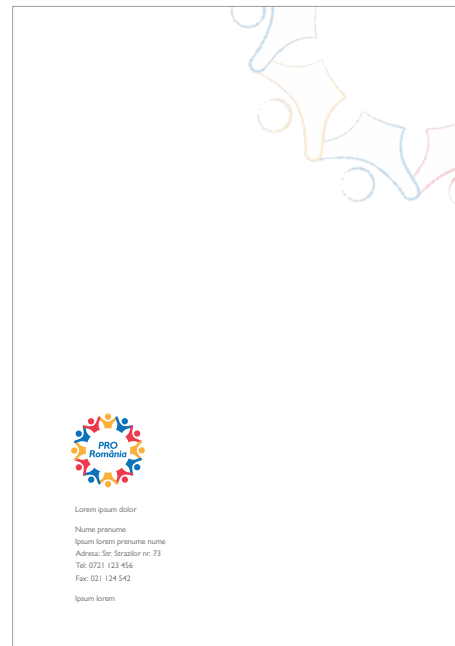 PRO
România
Lorem ipsum dolor
Nume prenume
Ipsum lorem prenume nume
Adresa: Str. Strazilor nr. 73
Tel: 0721 123 456
Fax: 021 124 542
Ipsum lorem